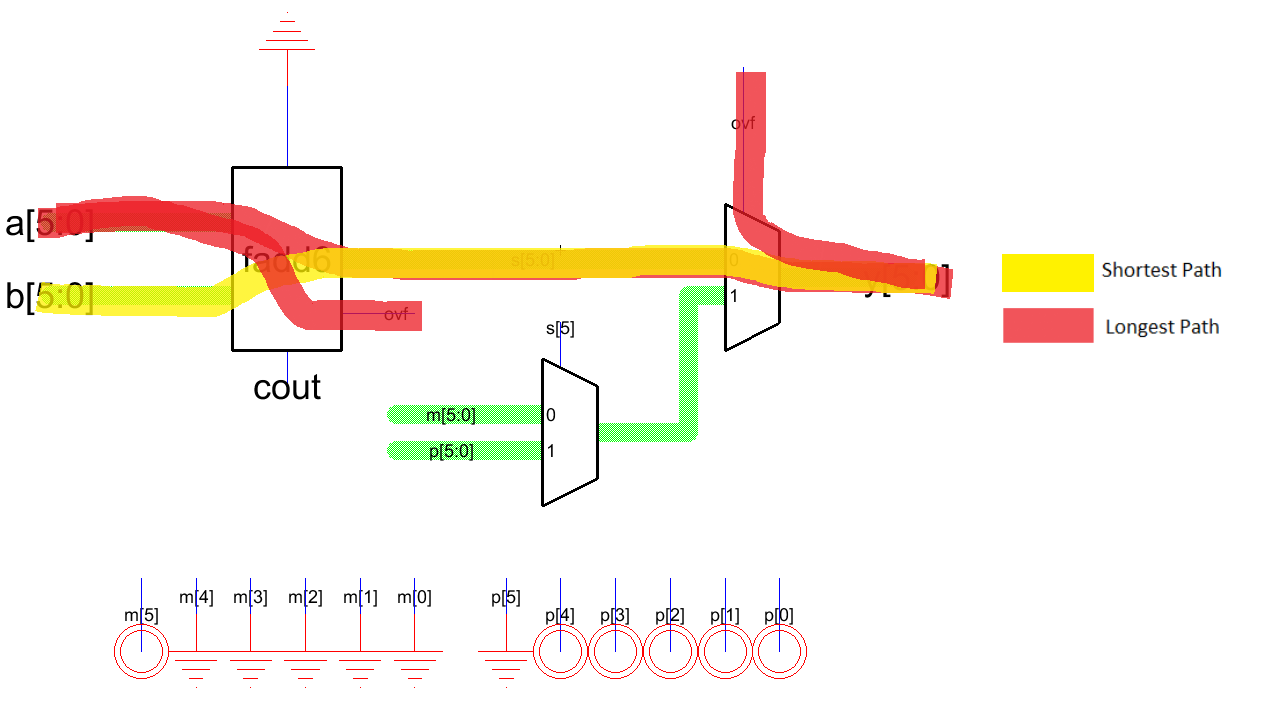 ovf
a[5:0]
fadd6
s[5:0]
0
y[5:0]
Shortest Path
b[5:0]
1
ovf
s[5]
Longest Path
cout
m[5:0]
0
p[5:0]
1
m[5]
m[4]
m[3]
m[2]
m[1]
m[0]
p[5]
p[4]
p[3]
p[2]
p[1]
p[0]